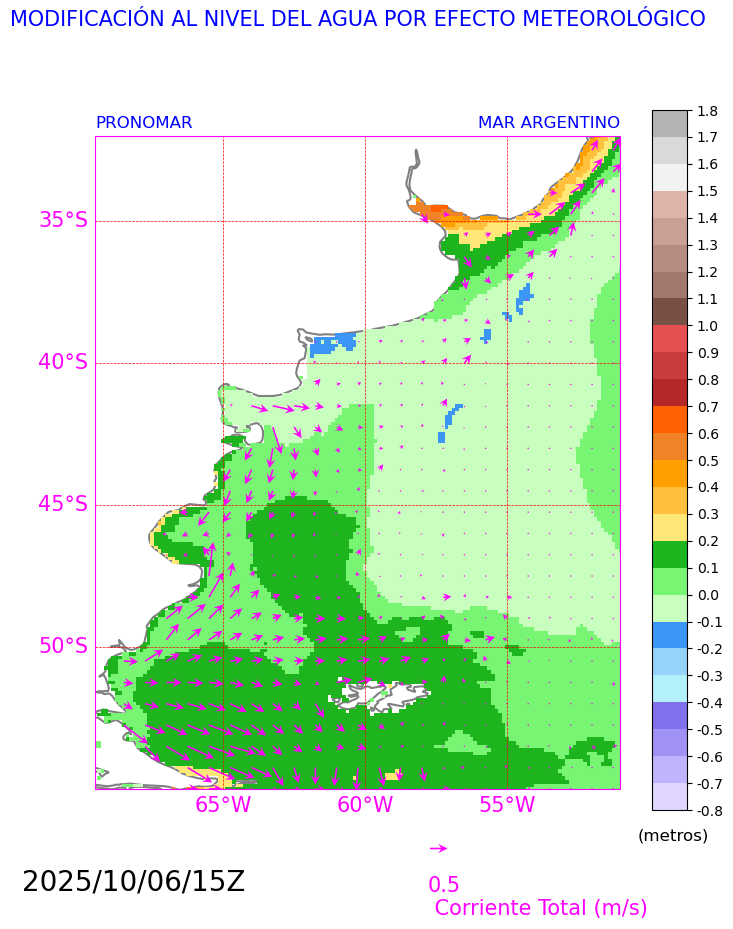 MODIFICACIÓN AL NIVEL DEL AGUA POR EFECTO METEOROLÓGICO
PRONOMAR
MAR ARGENTINO
35°S
40°S
45°S
50°S
65°W
60°W
55°W
1.8
1.7
1.6
1.5
1.4
1.3
1.2
1.1
1.0
0.9
0.8
0.7
0.6
0.5
0.4
0.3
0.2
0.1
0.0
-0.1
-0.2
-0.3
-0.4
-0.5
-0.6
-0.7
-0.8
(metros)
2025/10/06/15Z
0.5
Corriente Total (m/s)